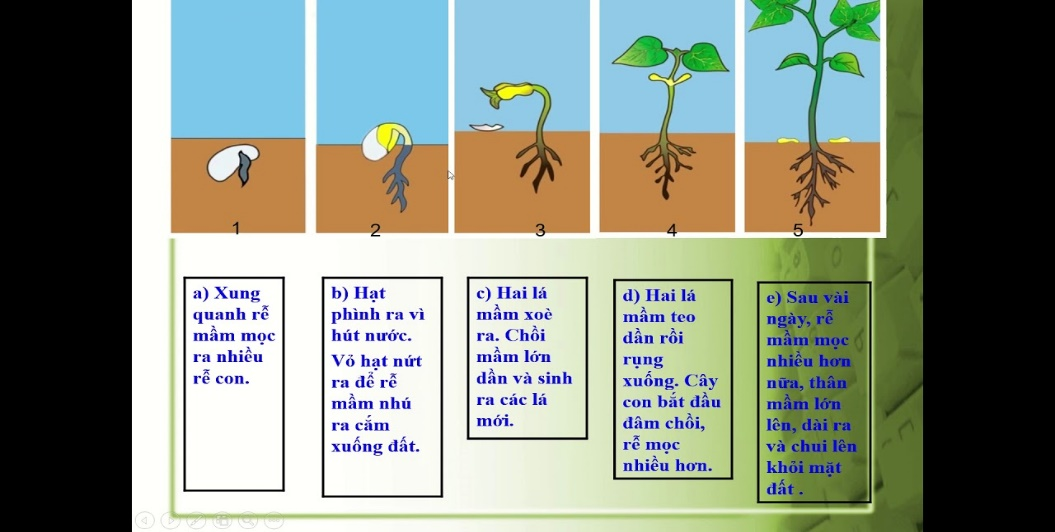 1
2
3
4
5
a) Xung
quanh rễ
mầm mọc
ra nhiều
rễ con.
b) Hạt
phình ra vì
hút nước.
Vỏ hạt nứt
ra để rễ
mầm nhú
ra cắm
xuống đất.
c) Hai lá
mầm xoè
ra. Chồi
mầm lớn
dần và sinh
ra các lá
mới.
d) Hai lá
mầm teo
dần rồi
rụng
xuống. Cây
con bắt đầu
đâm chồi,
rễ mọc
nhiều hơn.
e) Sau vài
ngày, rễ
mầm mọc
nhiều hơn
nữa, thân
mầm lớn
lên, dài ra
và chui lên
khỏi mặt
đất .